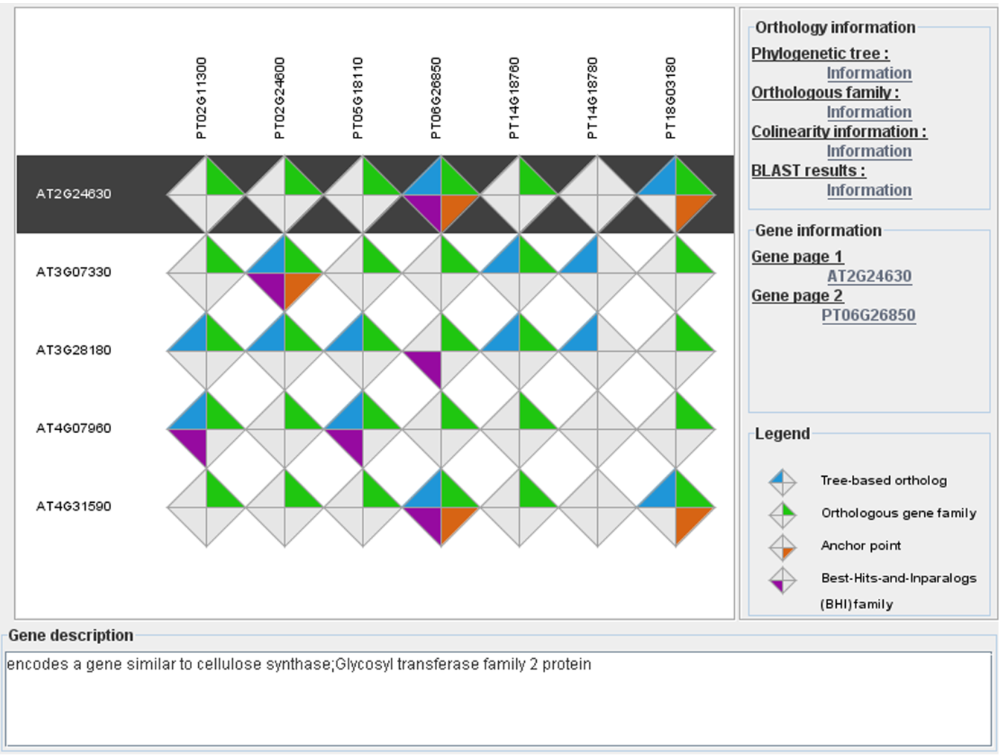 PT02G11300
PT02G24600
PT05G18110
PT06G26850
PT14G18760
PT14G18780
PT18G03180
AT2G24630
AT3G07330
AT3G28180
AT4G07960
AT4G31590
Orthology information
Phylogenetic tree :
Information
Orthologous family :
Information
Colinearity information :
Information
BLAST results :
Information
Gene information
Gene page 1
AT2G24630
Gene page 2
PT06G26850
Legend
Tree-based ortholog
Orthologous gene family
Anchor point
Best-Hits-and-Inparalogs
(BHI)family
Gene description
encodes a gene similar to cellulose synthase;Glycosyl transferase family 2 protein